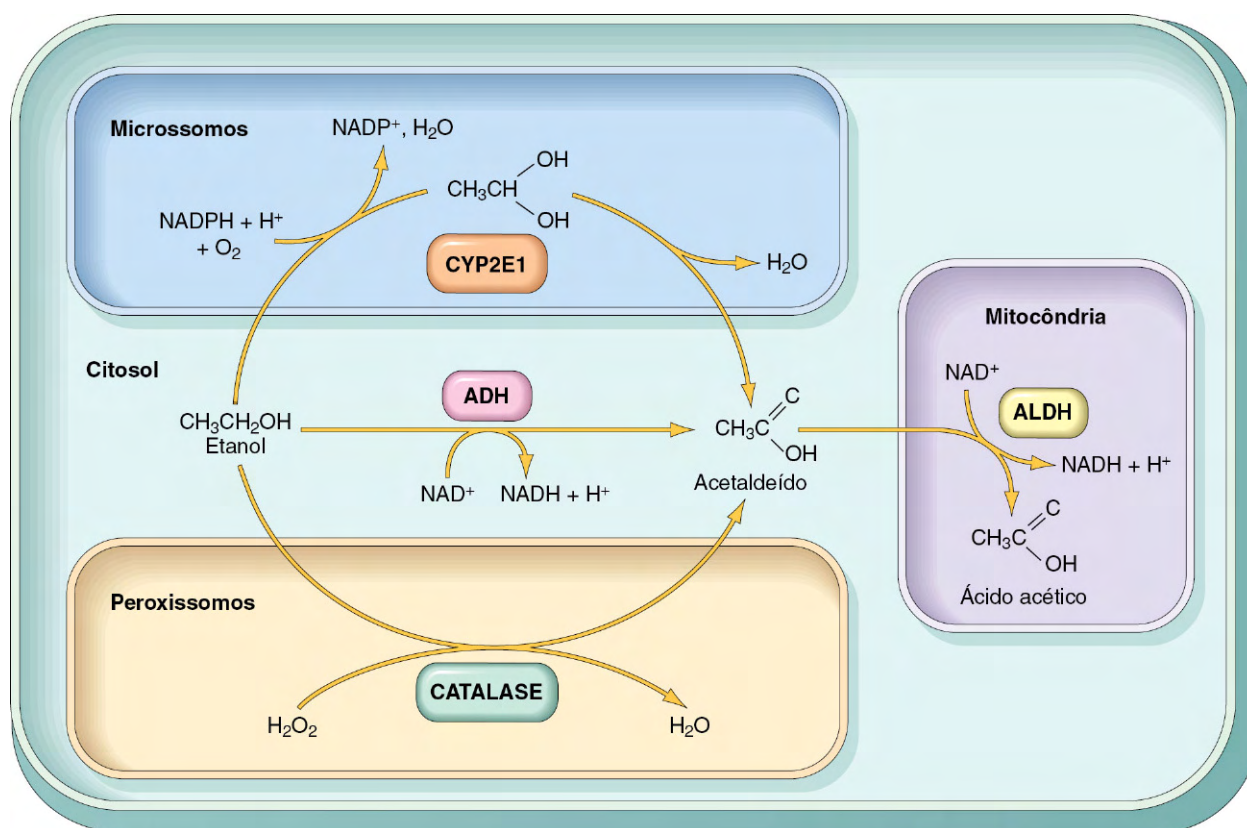 Microssomos
NADP⁺, H₂O
OH
CH₃CH
OH
NADPH + H⁺
+ O₂
CYP2E1
H₂O
Mitocôndria
Citosol
NAD⁺
ADH
ALDH
C
CH₃CH₂OH
Etanol
CH₃C
OH
NADH + H⁺
Acetaldeído
NAD⁺
NADH + H⁺
C
CH₃C
OH
Ácido acético
Peroxissomos
CATALASE
H₂O₂
H₂O